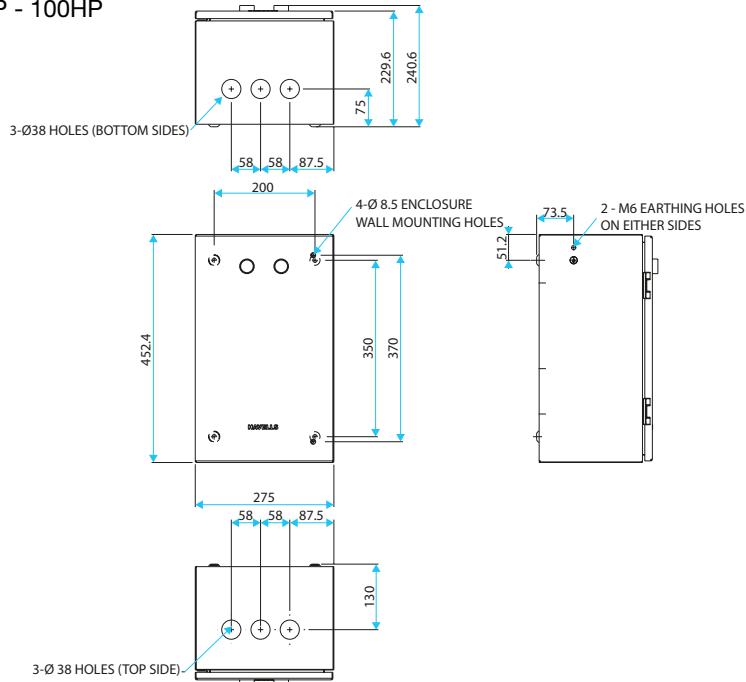 P - 100HP
229.6
240.6
75
3-Ø38 HOLES (BOTTOM SIDES)
58 58 87.5
200
4-Ø 8.5 ENCLOSURE
WALL MOUNTING HOLES
73.5
2 - M6 EARTHING HOLES
ON EITHER SIDES
51.2
452.4
350
370
HAVELLS
275
58 58 87.5
130
3-Ø 38 HOLES (TOP SIDE)